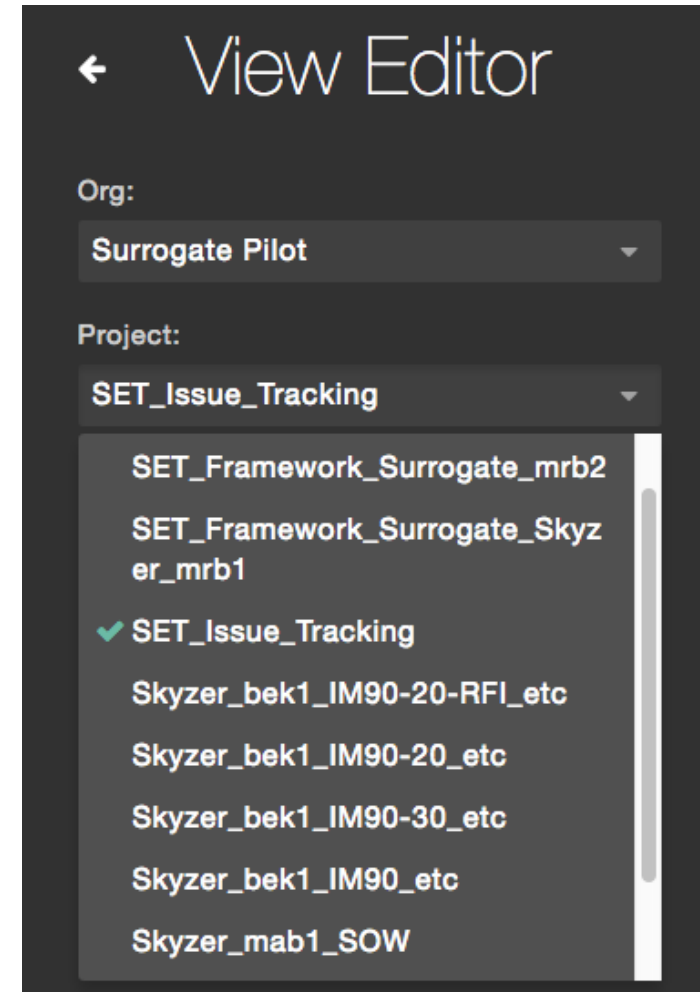 View Editor
Org:
Surrogate Pilot
Project:
SET_Issue_Tracking
SET_Framework_Surrogate_mrb2
SET_Framework_Surrogate_Skyz
er_mrb1
SET_Issue_Tracking
Skyzer_bek1_IM90-20-RFI_etc
Skyzer_bek1_IM90-20_etc
Skyzer_bek1_IM90-30_etc
Skyzer_bek1_IM90_etc
Skyzer_mab1_SOW